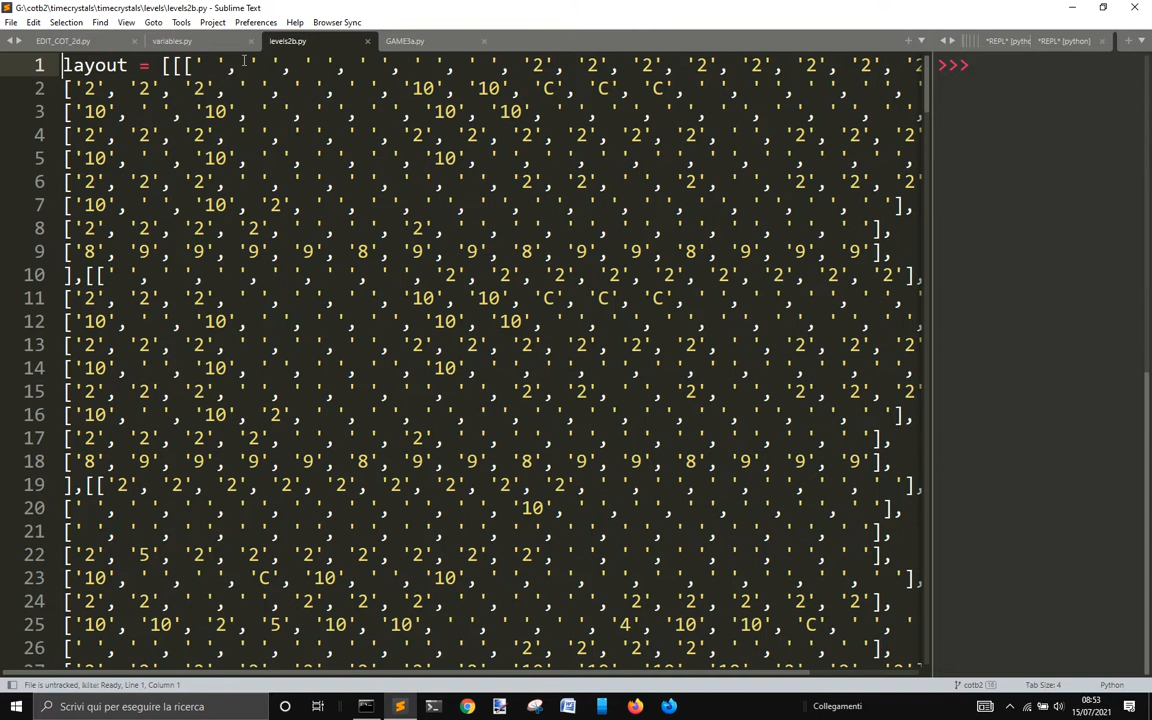 G:\cotb2\timecrystals\timecrystals\levels\levels2b.py - Sublime Text
File Edit Selection Find View Goto Tools Project Preferences Help Browser Sync
EDIT_COT_2d.py variables.py levels2b.py GAME3a.py *REPL* [pythc *REPL* [python]
1 layout = [[[' ', ' ', ' ', ' ', ' ', ' ', '2', '2', '2', '2', '2', '2', '2', '2
2 ['2', '2', '2', ' ', ' ', ' ', '10', '10', 'C', 'C', 'C', ' ', ' ', ' ', ' ',
3 ['10', ' ', '10', ' ', ' ', ' ', '10', '10', ' ', ' ', ' ', ' ', ' ', ' ', ' ',
4 ['2', '2', '2', ' ', ' ', ' ', '2', '2', '2', '2', '2', ' ', ' ', '2', '2', '2'
5 ['10', ' ', '10', ' ', ' ', ' ', '10', ' ', ' ', ' ', ' ', ' ', ' ', ' ', ' ',
6 ['2', '2', '2', ' ', ' ', ' ', ' ', ' ', '2', '2', ' ', '2', ' ', '2', '2', '2'
7 ['10', ' ', '10', '2', ' ', ' ', ' ', ' ', ' ', ' ', ' ', ' ', ' ', ' ', ' '],
8 ['2', '2', '2', '2', ' ', ' ', '2', ' ', ' ', ' ', ' ', ' ', ' ', ' ', ' '],
9 ['8', '9', '9', '9', '9', '8', '9', '9', '8', '9', '9', '8', '9', '9', '9'],
10 ],[[' ', ' ', ' ', ' ', ' ', ' ', '2', '2', '2', '2', '2', '2', '2', '2', '2'],
11 ['2', '2', '2', ' ', ' ', ' ', '10', '10', 'C', 'C', 'C', ' ', ' ', ' ', ' ',
12 ['10', ' ', '10', ' ', ' ', ' ', '10', '10', ' ', ' ', ' ', ' ', ' ', ' ', ' ',
13 ['2', '2', '2', ' ', ' ', ' ', '2', '2', '2', '2', '2', ' ', ' ', '2', '2', '2'
14 ['10', ' ', '10', ' ', ' ', ' ', '10', ' ', ' ', ' ', ' ', ' ', ' ', ' ', ' ',
15 ['2', '2', '2', ' ', ' ', ' ', ' ', ' ', '2', '2', ' ', '2', ' ', '2', '2', '2'
16 ['10', ' ', '10', '2', ' ', ' ', ' ', ' ', ' ', ' ', ' ', ' ', ' ', ' ', ' '],
17 ['2', '2', '2', '2', ' ', ' ', '2', ' ', ' ', ' ', ' ', ' ', ' ', ' ', ' '],
18 ['8', '9', '9', '9', '9', '8', '9', '9', '8', '9', '9', '8', '9', '9', '9'],
19 ],[['2', '2', '2', '2', '2', '2', '2', '2', '2', ' ', ' ', ' ', ' ', ' ', ' '],
20 [' ', ' ', ' ', ' ', ' ', ' ', ' ', ' ', '10', ' ', ' ', ' ', ' ', ' ', ' '],
21 [' ', ' ', ' ', ' ', ' ', ' ', ' ', ' ', ' ', ' ', ' ', ' ', ' ', ' ', ' '],
22 ['2', '5', '2', '2', '2', '2', '2', '2', '2', ' ', ' ', ' ', ' ', ' ', ' '],
23 ['10', ' ', ' ', 'C', '10', ' ', '10', ' ', ' ', ' ', ' ', ' ', ' ', ' ', ' '],
24 ['2', '2', ' ', ' ', '2', '2', '2', ' ', ' ', ' ', '2', '2', '2', '2', '2'],
25 ['10', '10', '2', '5', '10', '10', ' ', ' ', ' ', '4', '10', '10', 'C', ' ', '
26 [' ', ' ', ' ', ' ', ' ', ' ', ' ', ' ', '2', '2', '2', '2', ' ', ' ', ' '],
>>>
File is untracked, kite: Ready, Line 1, Column 1 cotb2 16 Tab Size: 4 Python
Scrivi qui per eseguire la ricerca Collegamenti 08:53
15/07/2021